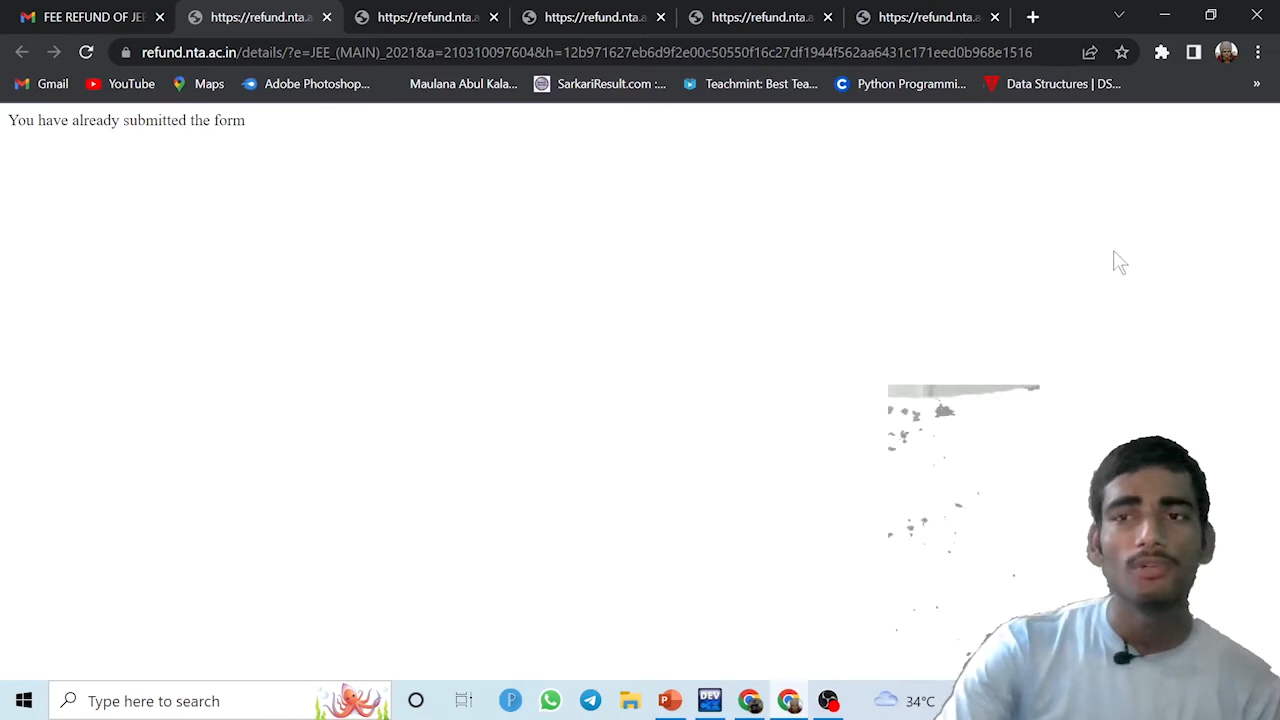 FEE REFUND OF JEE
https://refund.nta.a
https://refund.nta.a
https://refund.nta.a
https://refund.nta.a
https://refund.nta.a
refund.nta.ac.in/details/?e=JEE_(MAIN)_2021&a=210310097604&h=12b971627eb6d9f2e00c50550f16c27df1944f562aa6431c171eed0b968e1516
Gmail
YouTube
Maps
Adobe Photoshop...
Maulana Abul Kala...
SarkariResult.com :...
Teachmint: Best Tea...
Python Programmi...
Data Structures | DS...
»
You have already submitted the form
Type here to search
DEV
34°C